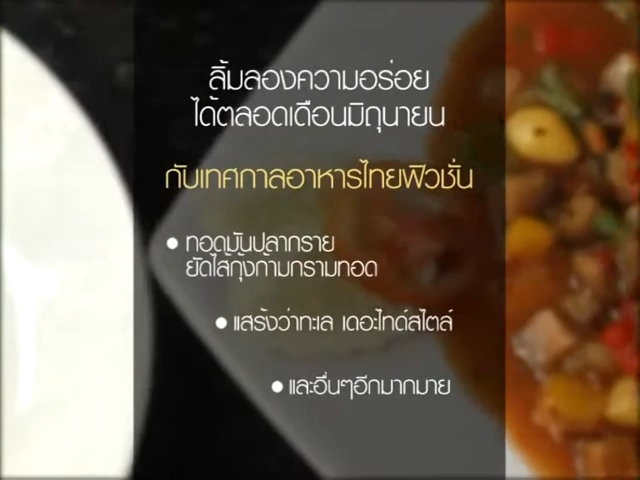 ลิ้มลองความอร่อย
ได้ตลอดเดือนมิถุนายน
กับเทศกาลอาหารไทยฟิวชั่น
● ทอดมันปลากราย
ยัดไส้กุ้งก้ามกรามทอด
● แสร้งว่าทะเล เดอะไทด์สไตล์
● และอื่นๆอีกมากมาย